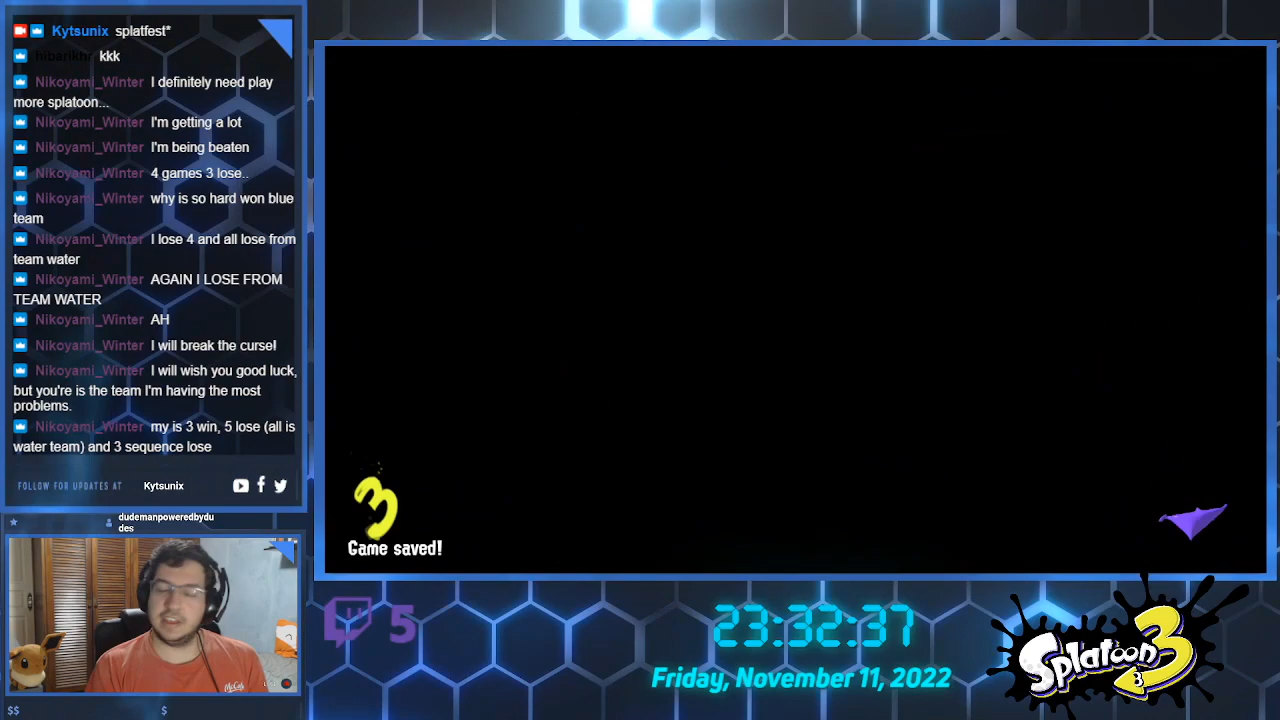 Kytsunix splatfest*
hibarikhr kkk
Nikoyami_Winter I definitely need play
more splatoon...
Nikoyami_Winter I'm getting a lot
Nikoyami_Winter I'm being beaten
Nikoyami_Winter 4 games 3 lose..
Nikoyami_Winter why is so hard won blue
team
Nikoyami_Winter I lose 4 and all lose from
team water
Nikoyami_Winter AGAIN I LOSE FROM
TEAM WATER
Nikoyami_Winter AH
Nikoyami_Winter I will break the curse!
Nikoyami_Winter I will wish you good luck,
but you're is the team I'm having the most
problems.
Nikoyami_Winter my is 3 win, 5 lose (all is
water team) and 3 sequence lose
FOLLOW FOR UPDATES AT Kytsunix
dudemanpoweredbydu
des
$$ $
3
Game saved!
5
23:32:37
Friday, November 11, 2022
Splatoon 3
3
McCafé